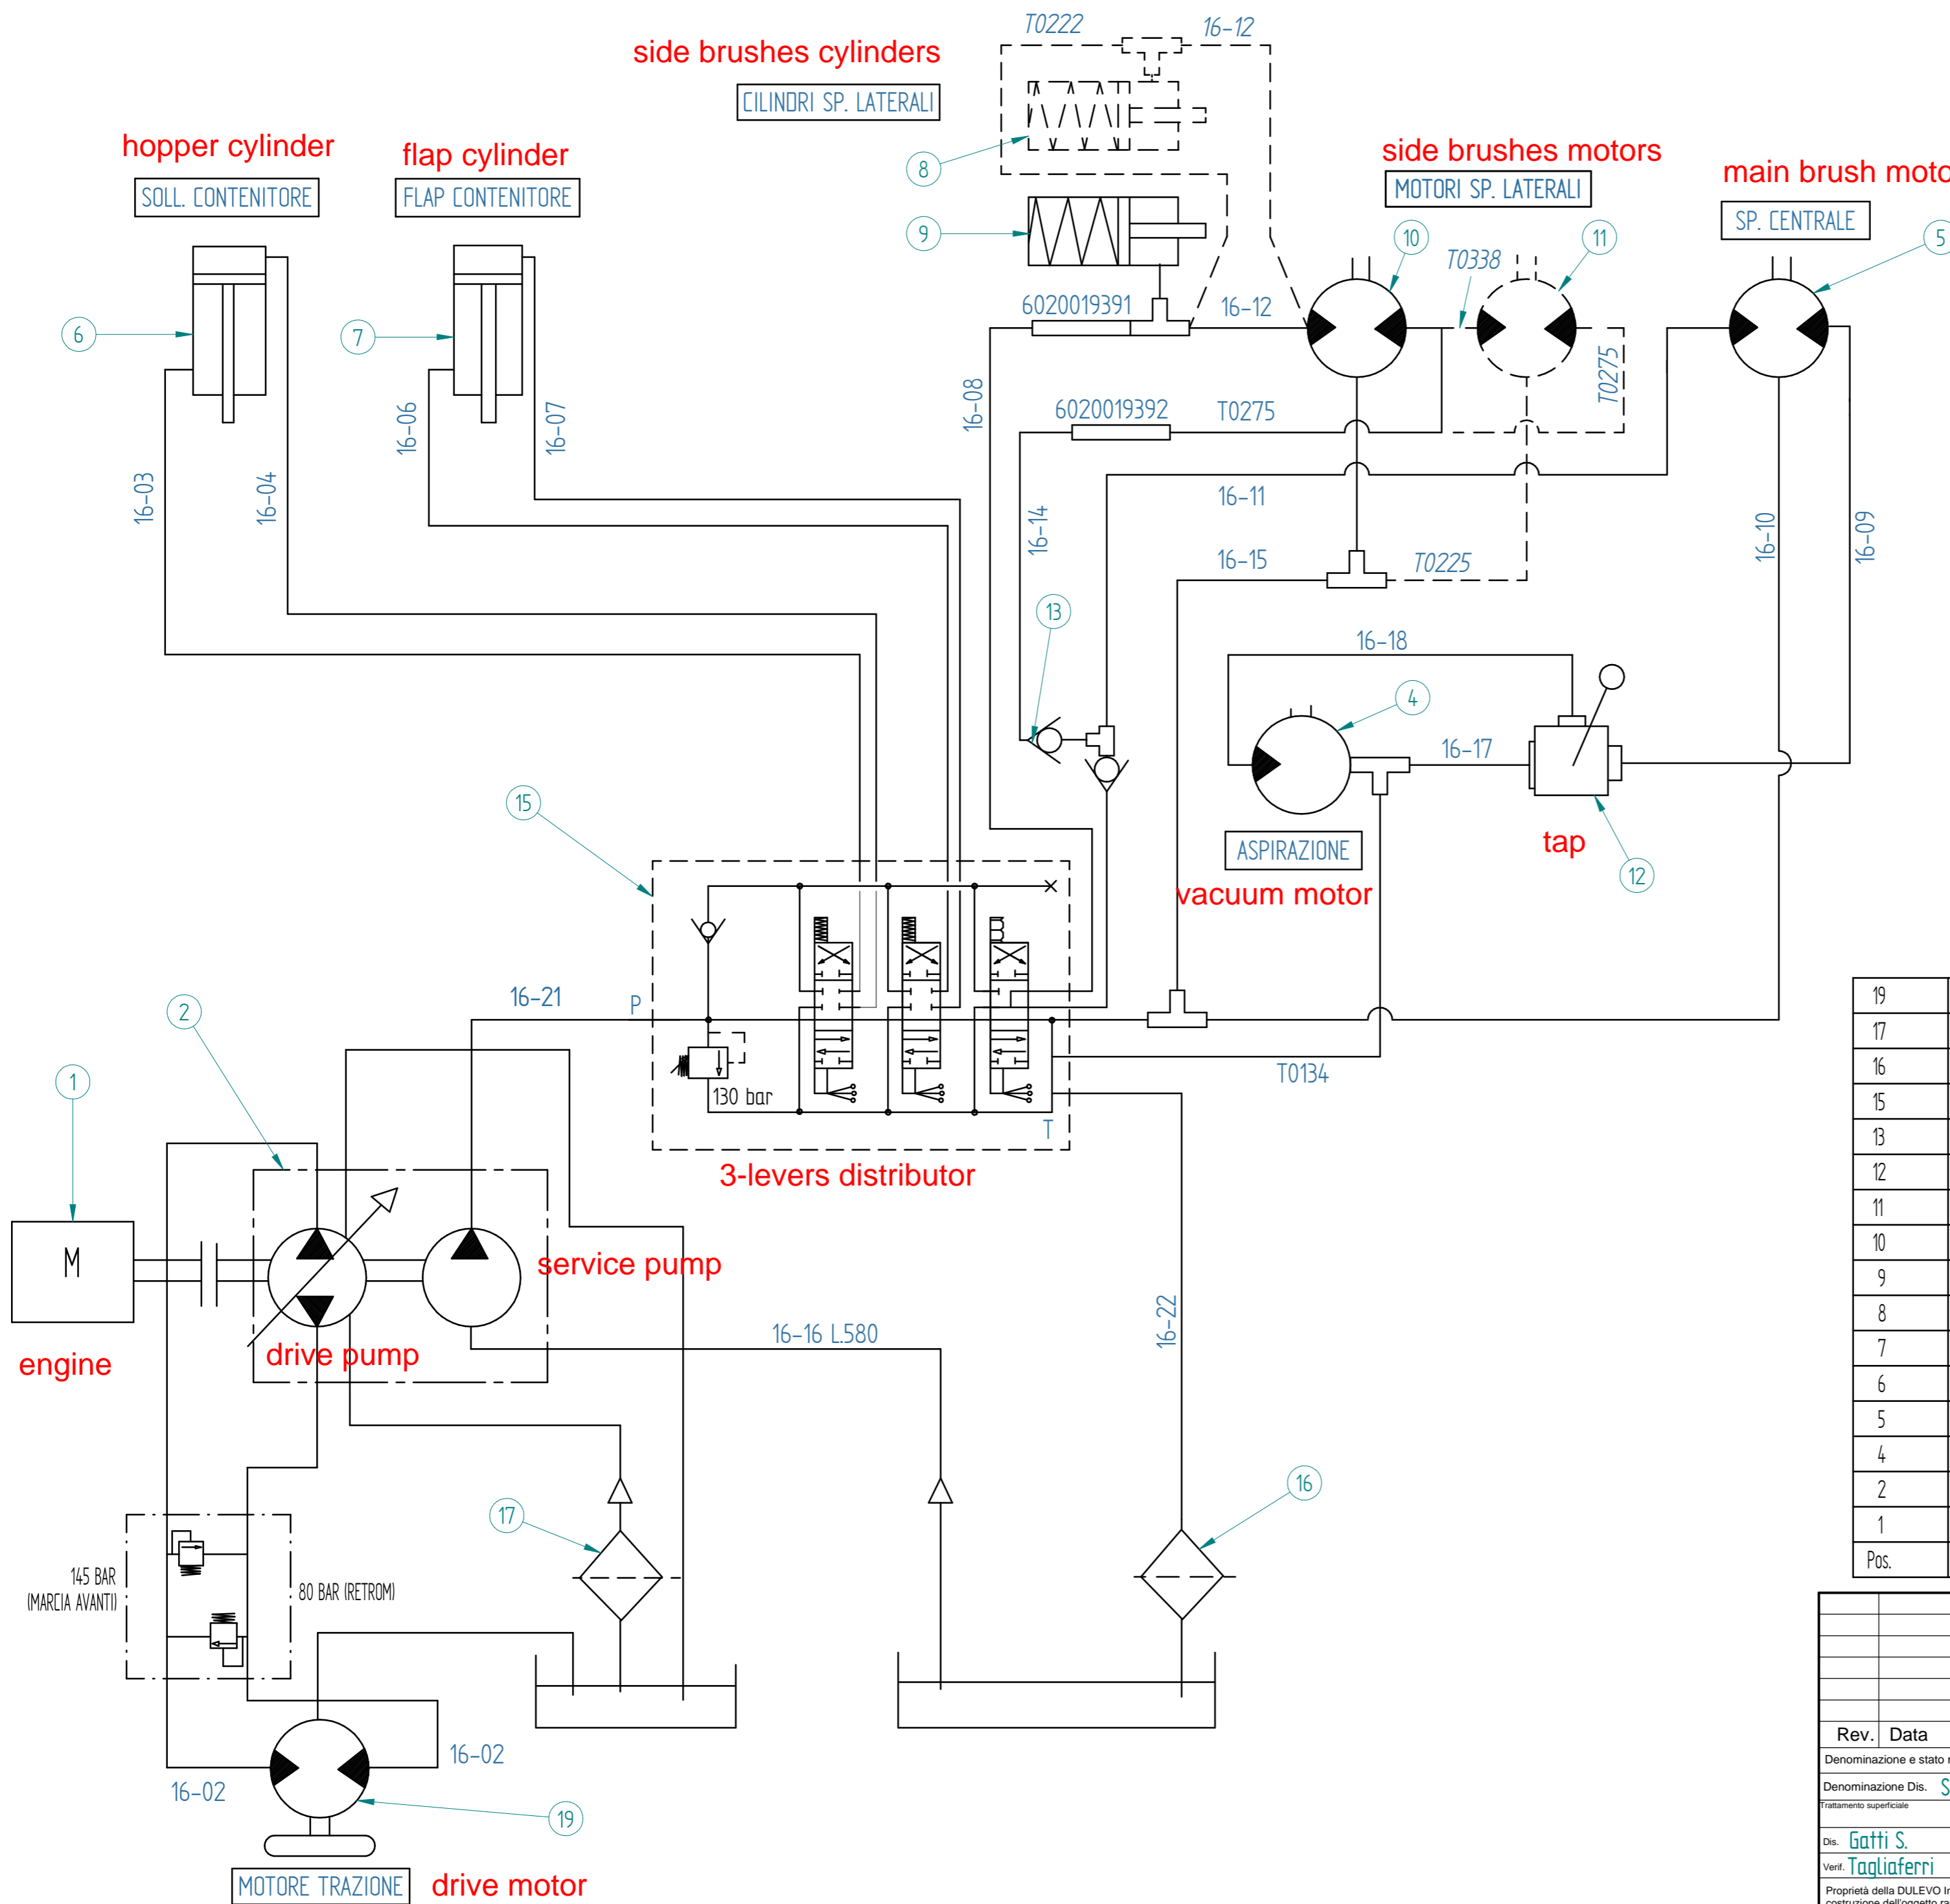 T0222
16-12
side brushes cylinders
CILINDRI SP. LATERALI
hopper cylinder
SOLL. CONTENITORE
flap cylinder
FLAP CONTENITORE
8
9
side brushes motors
MOTORI SP. LATERALI
main brush moto
SP. CENTRALE
5
10
11
T0338
6
7
6020019391
16-12
T0275
16-08
6020019392
T0275
16-06
16-07
16-03
16-04
16-14
16-11
16-15
T0225
16-10
16-09
13
16-18
4
16-17
15
ASPIRAZIONE
vacuum motor
tap
12
2
16-21
P
130 bar
T
T0134
3-levers distributor
1
M
engine
drive pump
service pump
16-16 L.580
16-22
17
16
145 BAR
(MARCIA AVANTI)
80 BAR (RETROM)
16-02
16-02
19
MOTORE TRAZIONE
drive motor
19
17
16
15
13
12
11
10
9
8
7
6
5
4
2
1
Pos.
Rev. Data
Denominazione e stato
Denominazione Dis. S
Trattamento superficiale
Dis. Gatti S.
Verif. Tagliaferri
Proprietà della DULEVO In
costruzione dell'oggetto ra